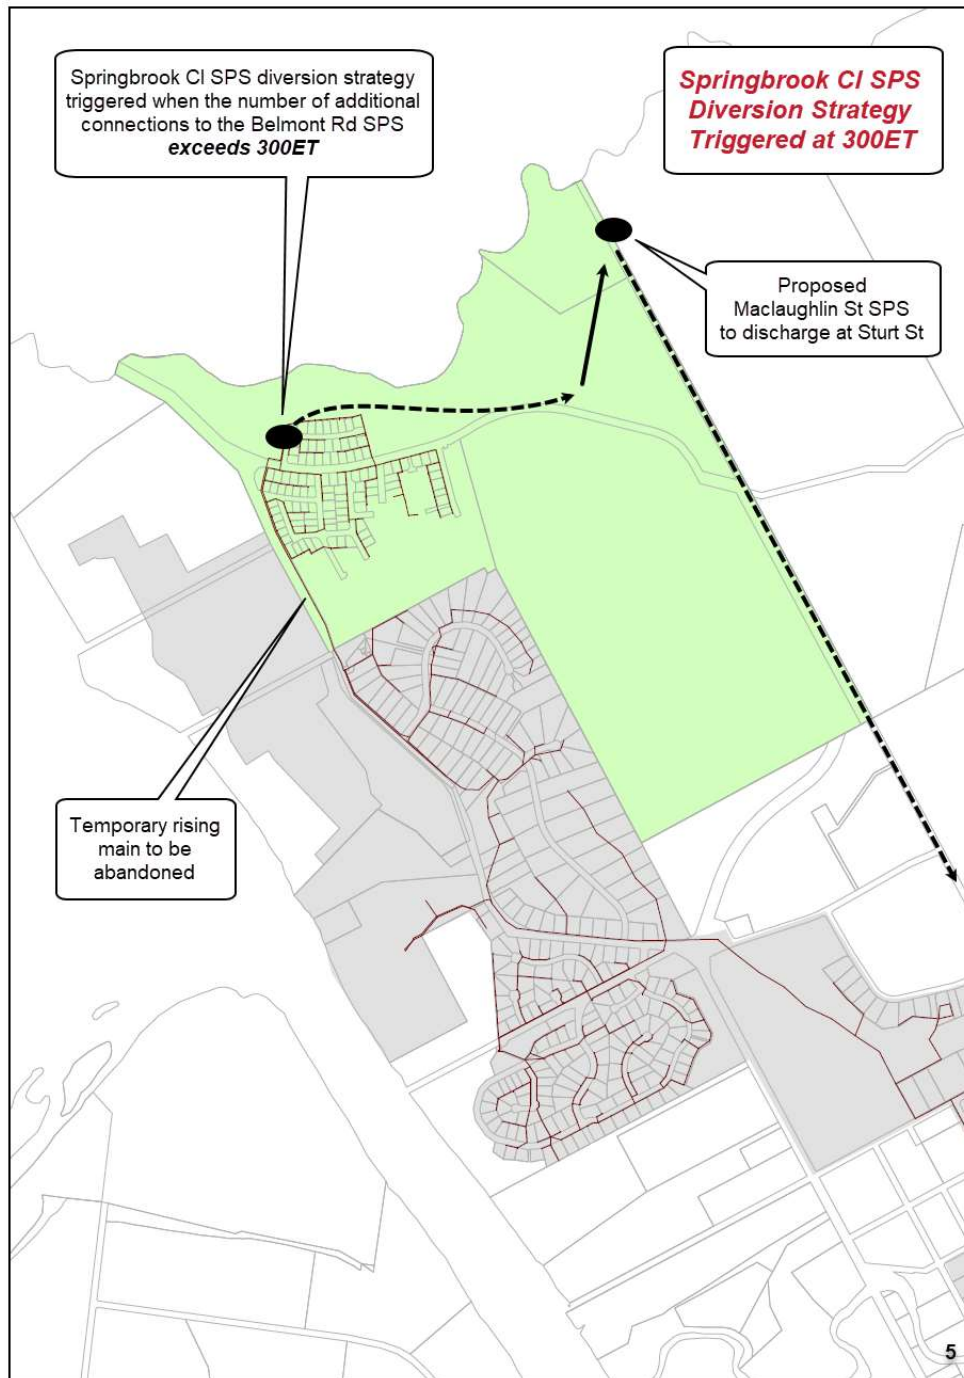 Springbrook Cl SPS diversion strategy
triggered when the number of additional
connections to the Belmont Rd SPS
exceeds 300ET
Springbrook Cl SPS
Diversion Strategy
Triggered at 300ET
Proposed
Maclaughlin St SPS
to discharge at Sturt St
Temporary rising
main to be
abandoned
5